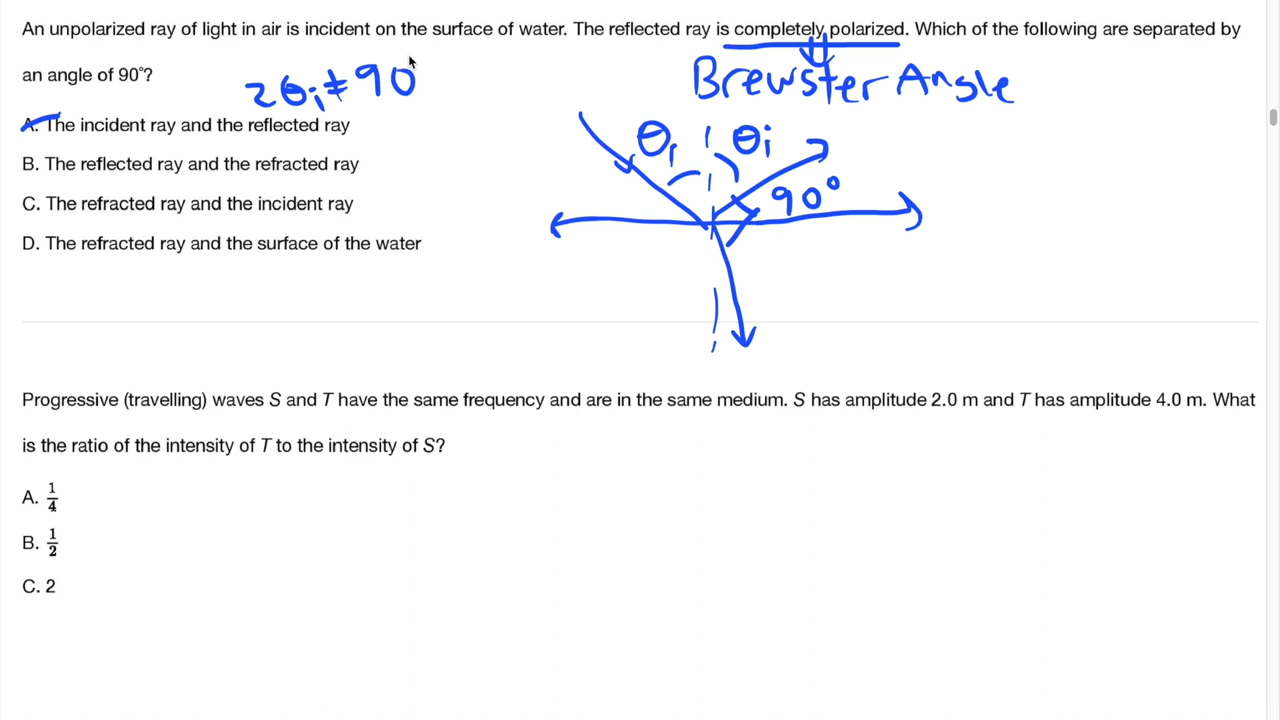 An unpolarized ray of light in air is incident on the surface of water. The reflected ray is completely polarized. Which of the following are separated by
an angle of 90°?
2θi ≠ 90
Brewster Angle
A. The incident ray and the reflected ray
θi θi
B. The reflected ray and the refracted ray
90°
C. The refracted ray and the incident ray
D. The refracted ray and the surface of the water
Progressive (travelling) waves S and T have the same frequency and are in the same medium. S has amplitude 2.0 m and T has amplitude 4.0 m. What
is the ratio of the intensity of T to the intensity of S?
A. 1/4
B. 1/2
C. 2